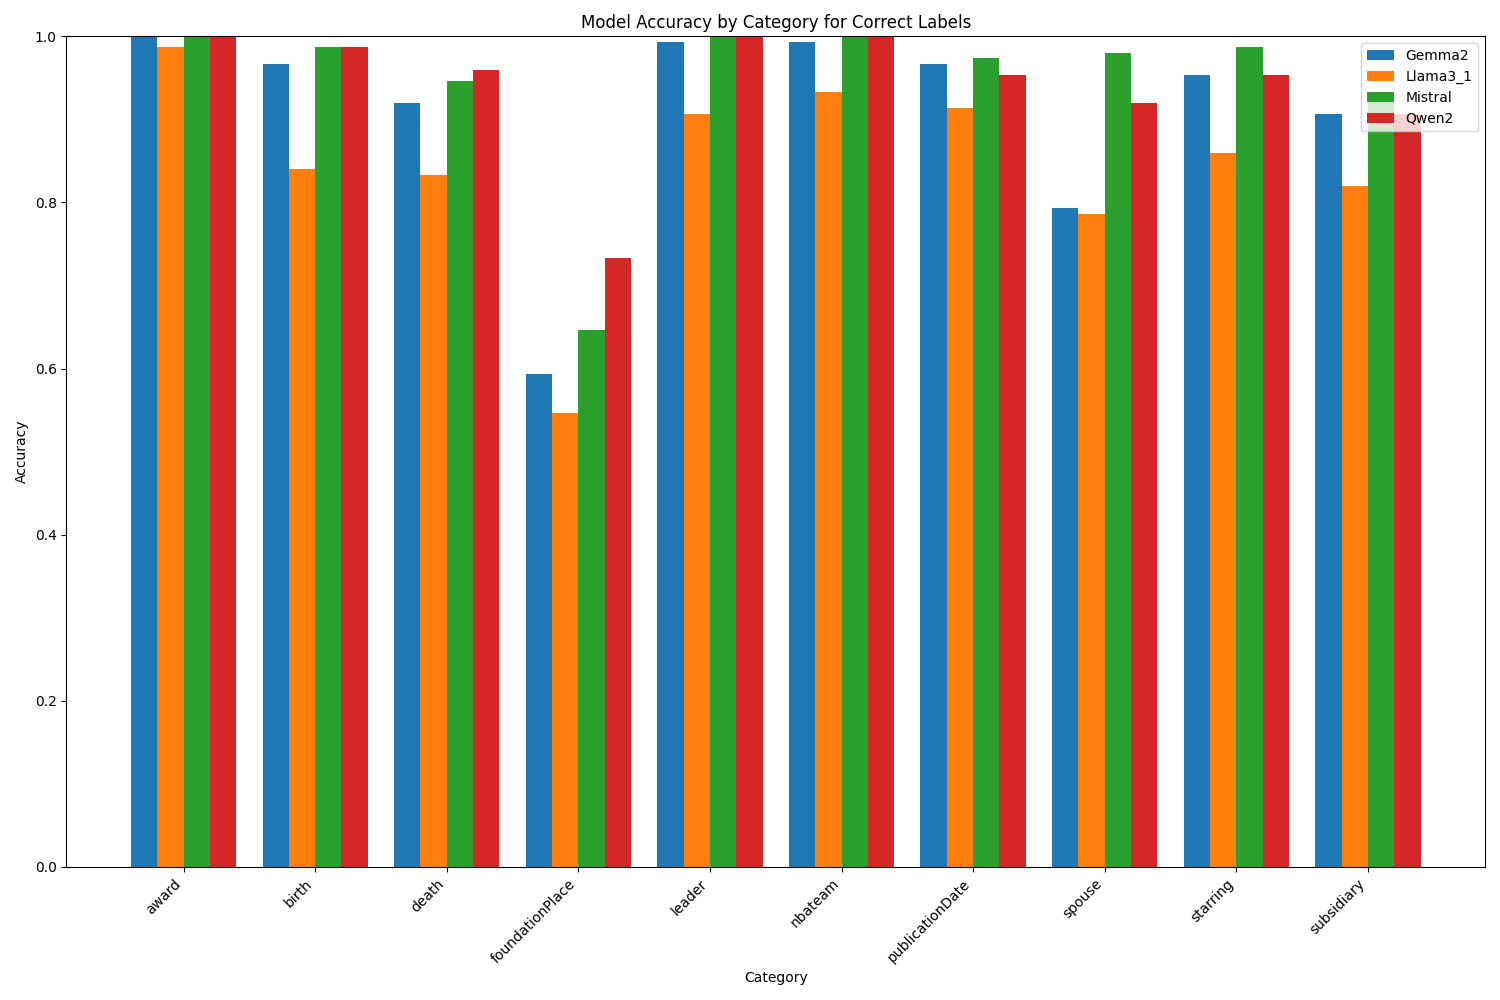 Model Accuracy by Category for Correct Labels
Gemma2
Llama3_1
Mistral
Qwen2
1.0
0.8
0.6
0.4
0.2
0.0
Accuracy
award
birth
death
foundationPlace
leader
nbateam
publicationDate
spouse
starring
subsidiary
Category